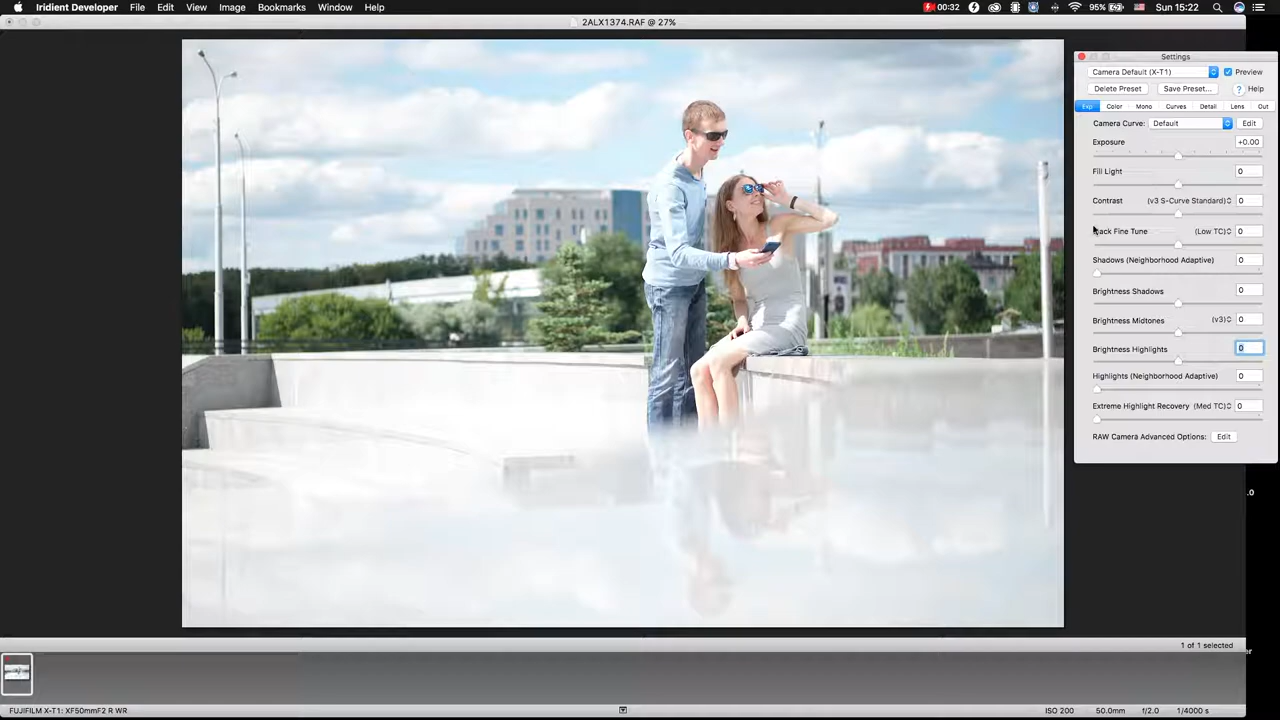 Iridient Developer File Edit View Image Bookmarks Window Help 00:32 95% Sun 15:22
2ALX1374.RAF @ 27%
Settings
Camera Default (X-T1) Preview
Delete Preset Save Preset... ? Help
Exp Color Mono Curves Detail Lens Out
Camera Curve: Default Edit
Exposure +0.00
Fill Light 0
Contrast (v3 S-Curve Standard) 0
Fine Tune (Low TC) 0
Shadows (Neighborhood Adaptive) 0
Brightness Shadows 0
Brightness Midtones (v3) 0
Brightness Highlights 0
Highlights (Neighborhood Adaptive) 0
Extreme Highlight Recovery (Med TC) 0
RAW Camera Advanced Options: Edit
.0
1 of 1 selected
er
FUJIFILM X-T1: XF50mmF2 R WR ISO 200 50.0mm f/2.0 1/4000 s